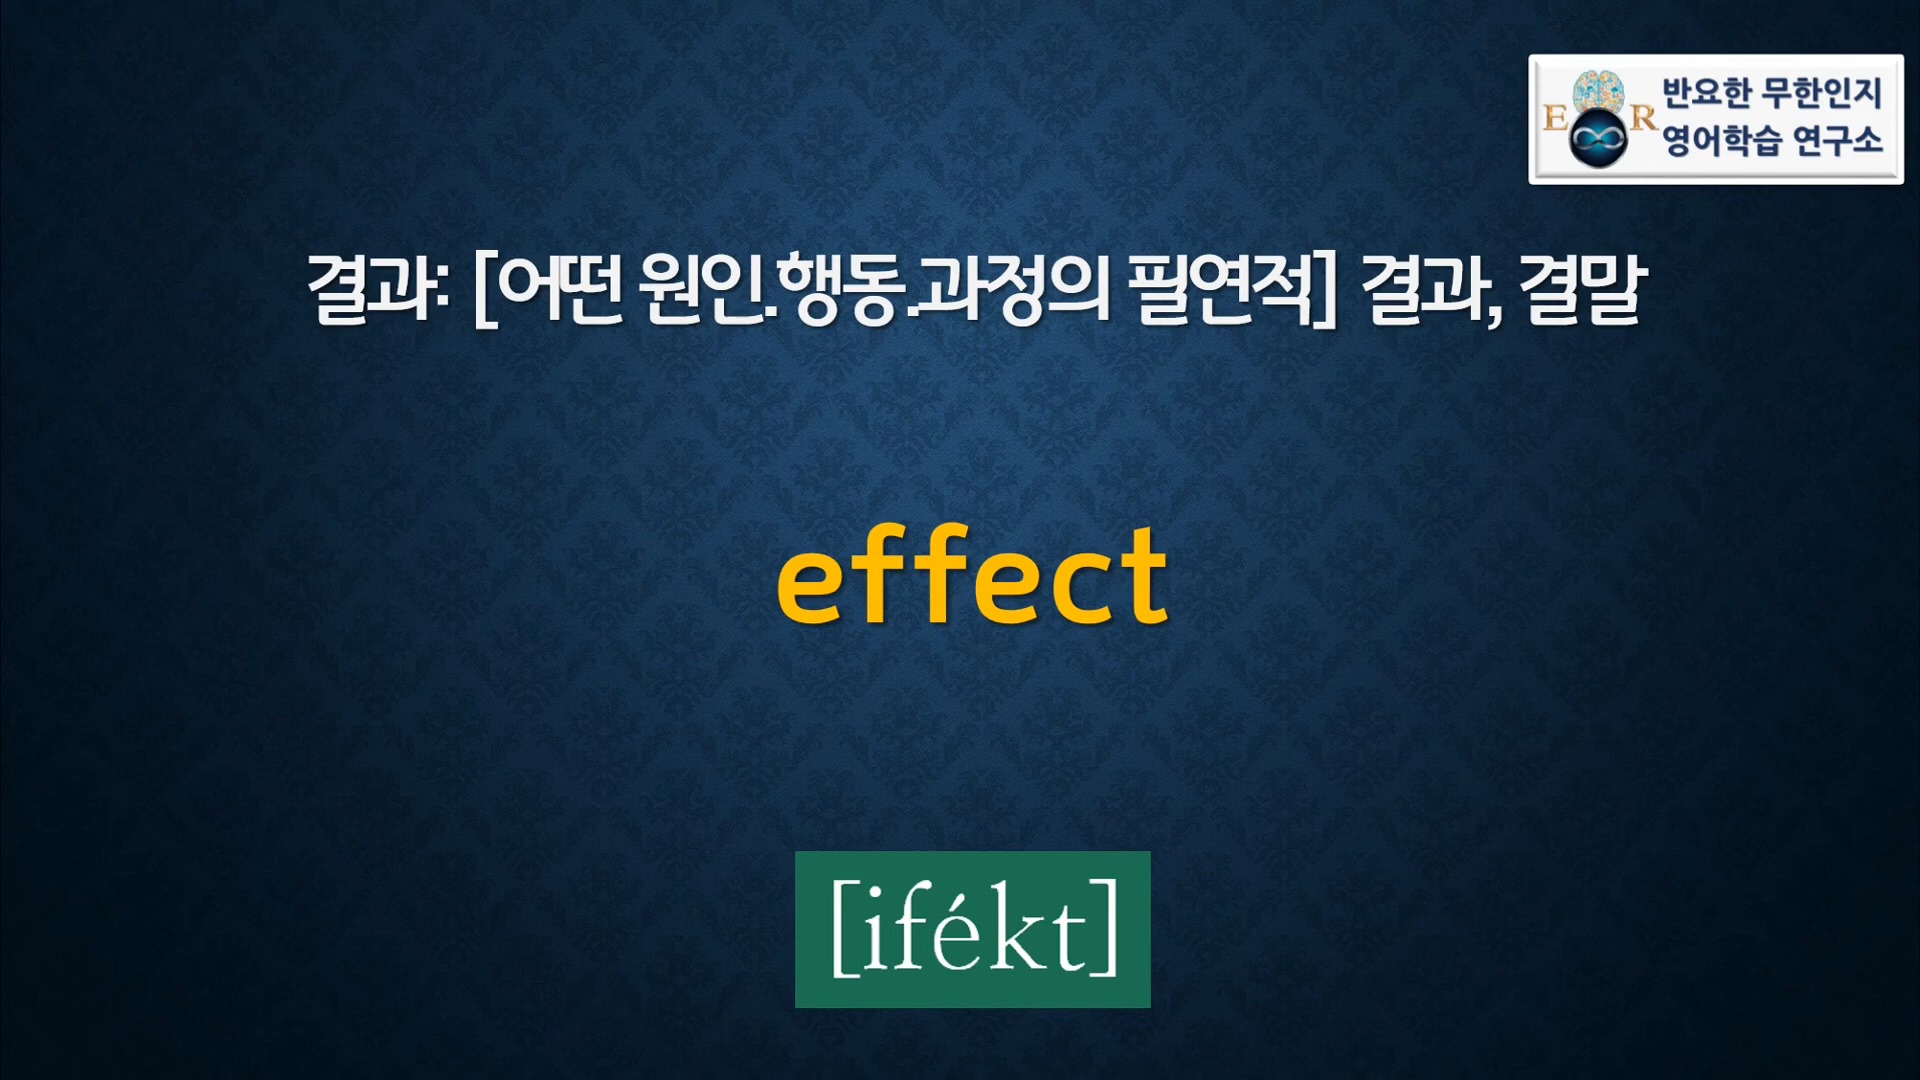 E R 반요한 무한인지
영어학습 연구소
결과: [어떤 원인.행동.과정의 필연적] 결과, 결말
effect
[ifékt]